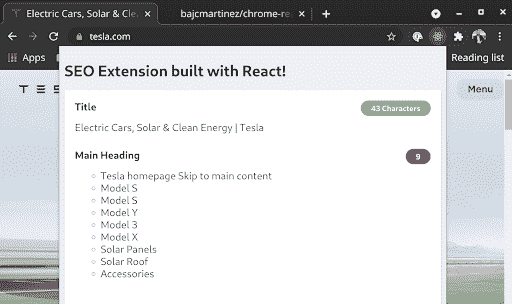 Electric Cars, Solar & Cle
bajcmartinez/chrome-re
tesla.com
Apps
Reading list
SEO Extension built with React!
T E S
Menu
Title
43 Characters
Electric Cars, Solar & Clean Energy | Tesla
Main Heading
9
Tesla homepage Skip to main content
Model S
Model S
Model Y
Model 3
Model X
Solar Panels
Solar Roof
Accessories